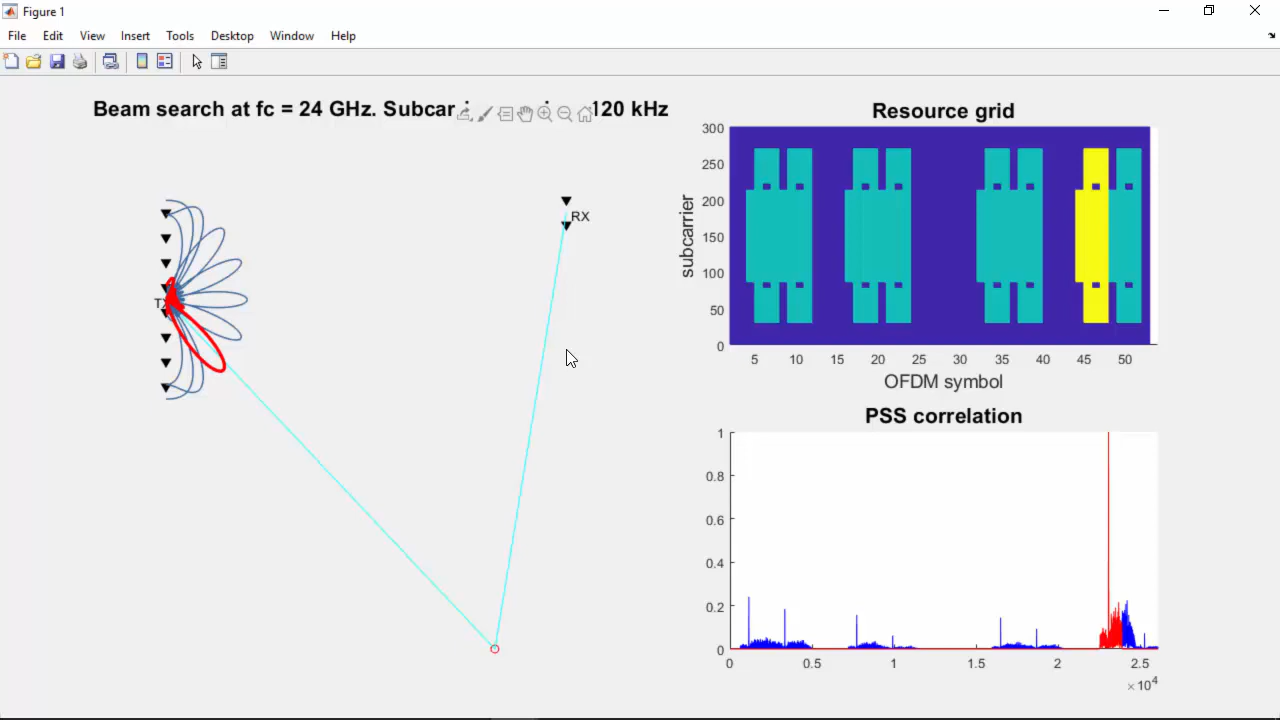 Figure 1
File Edit View Insert Tools Desktop Window Help
Beam search at fc = 24 GHz. Subcar 120 kHz
TX
RX
Resource grid
300
250
200
150
100
50
0
subcarrier
5 10 15 20 25 30 35 40 45 50
OFDM symbol
PSS correlation
1
0.8
0.6
0.4
0.2
0
0 0.5 1 1.5 2 2.5
×10⁴